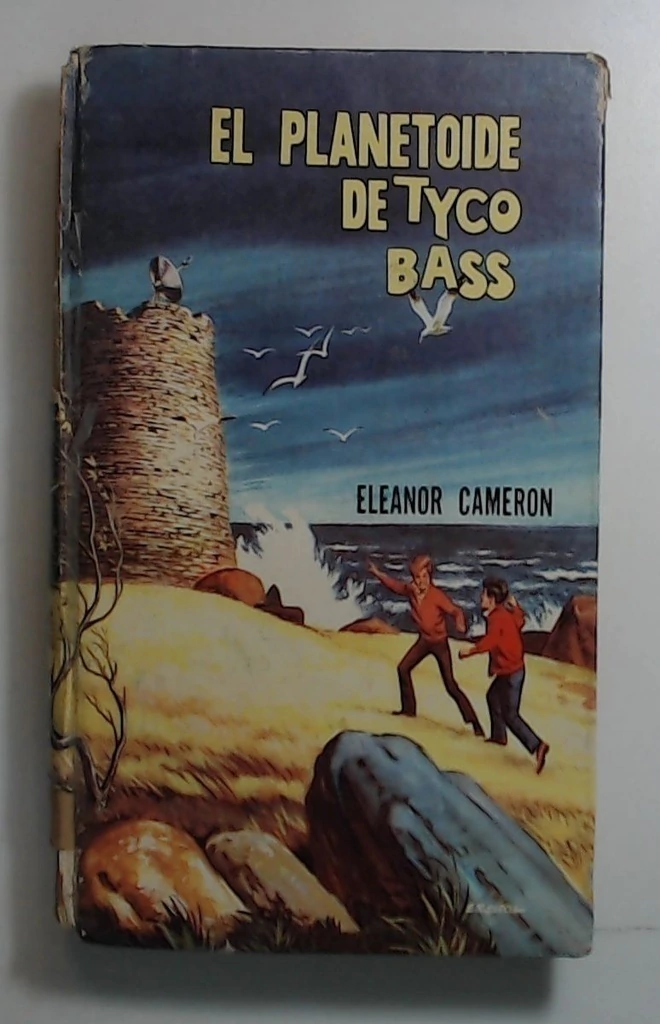 EL PLANETOIDE
DE TYCO
BASS
ELEANOR CAMERON